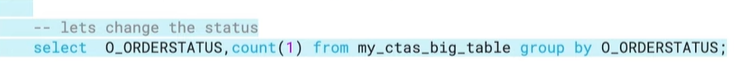 -- lets change the status
select  O_ORDERSTATUS,count(1) from my_ctas_big_table group by O_ORDERSTATUS;